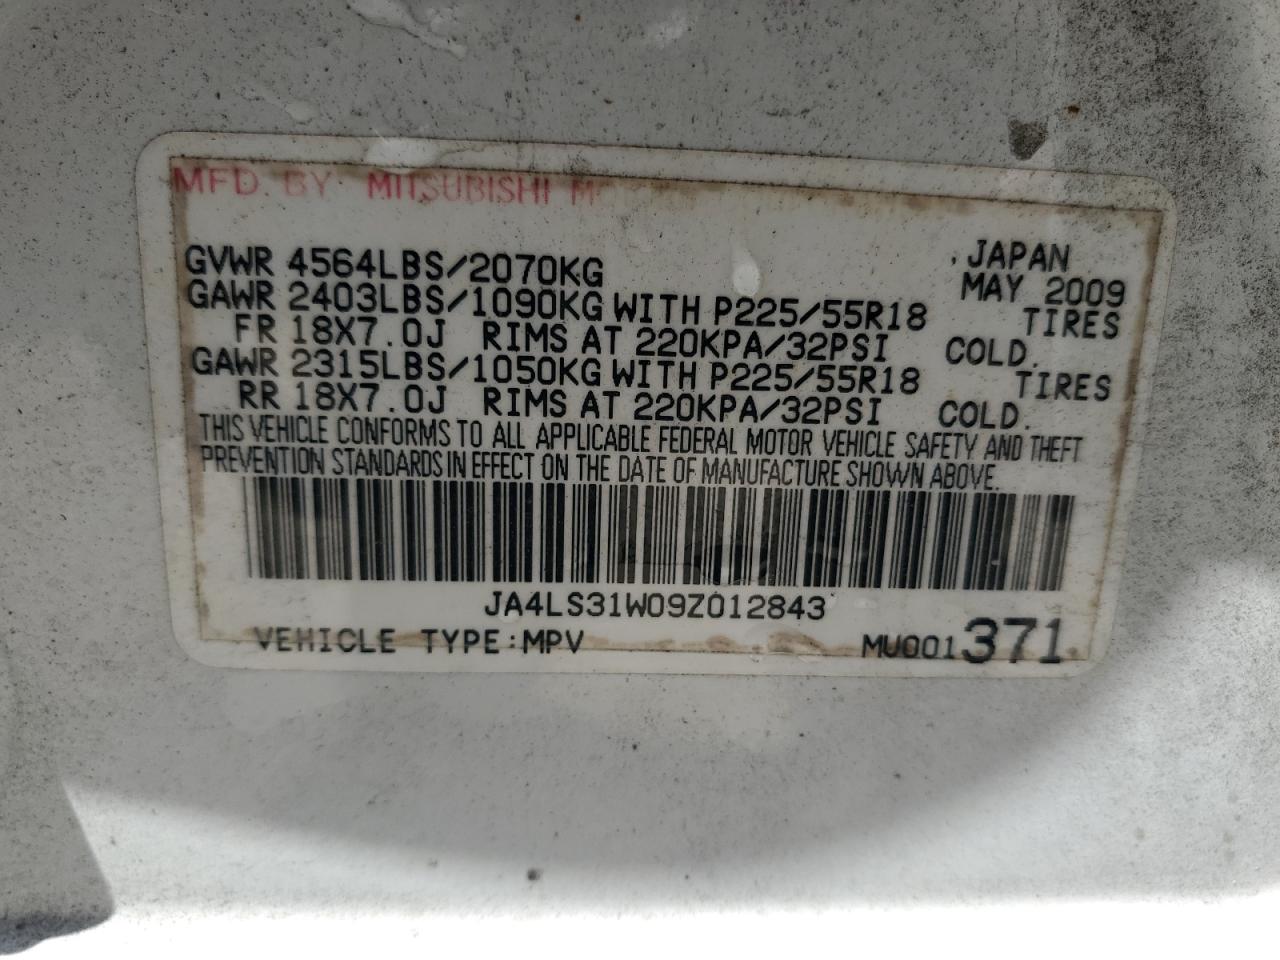 MFD. BY MITSUBISHI
JAPAN
GVWR 4564LBS/2070KG MAY 2009
GAWR 2403LBS/1090KG WITH P225/55R18 TIRES
FR 18X7.0J RIMS AT 220KPA/32PSI COLD.
GAWR 2315LBS/1050KG WITH P225/55R18 TIRES
RR 18X7.0J RIMS AT 220KPA/32PSI COLD.
THIS VEHICLE CONFORMS TO ALL APPLICABLE FEDERAL MOTOR VEHICLE SAFETY AND THEFT
PREVENTION STANDARDS IN EFFECT ON THE DATE OF MANUFACTURE SHOWN ABOVE.
JA4LS31W09Z012843
VEHICLE TYPE:MPV MU001371